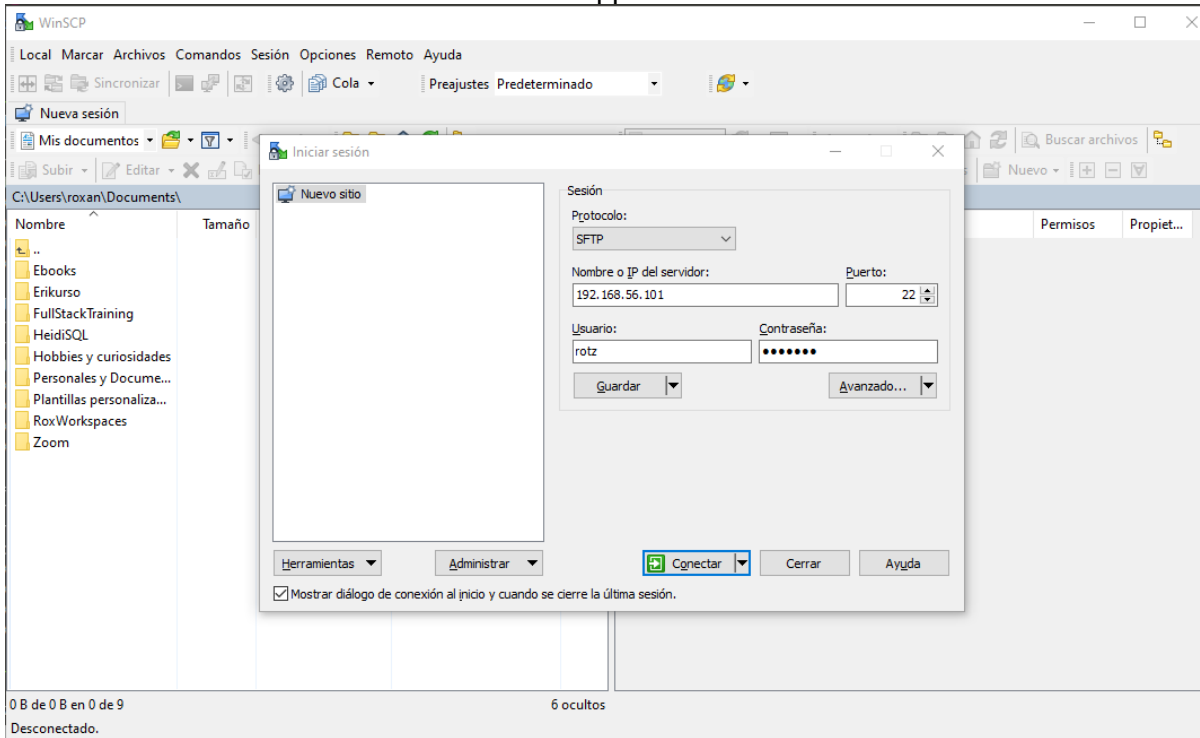 WinSCP
Local Marcar Archivos Comandos Sesión Opciones Remoto Ayuda
Sincronizar Cola Preajustes Predeterminado
Nueva sesión
Mis documentos Buscar archivos
Subir Editar Nuevo
C:\Users\roxan\Documents\
Nombre Tamaño Permisos Propiet...
..
Ebooks
Erikurso
FullStackTraining
HeidiSQL
Hobbies y curiosidades
Personales y Docume...
Plantillas personaliza...
RoxWorkspaces
Zoom
Iniciar sesión
Nuevo sitio
Sesión
Protocolo:
SFTP
Nombre o IP del servidor: Puerto:
192.168.56.101 22
Usuario: Contraseña:
rotz •••••••
Guardar Avanzado...
Herramientas Administrar Conectar Cerrar Ayuda
Mostrar diálogo de conexión al inicio y cuando se cierre la última sesión.
0 B de 0 B en 0 de 9 6 ocultos
Desconectado.